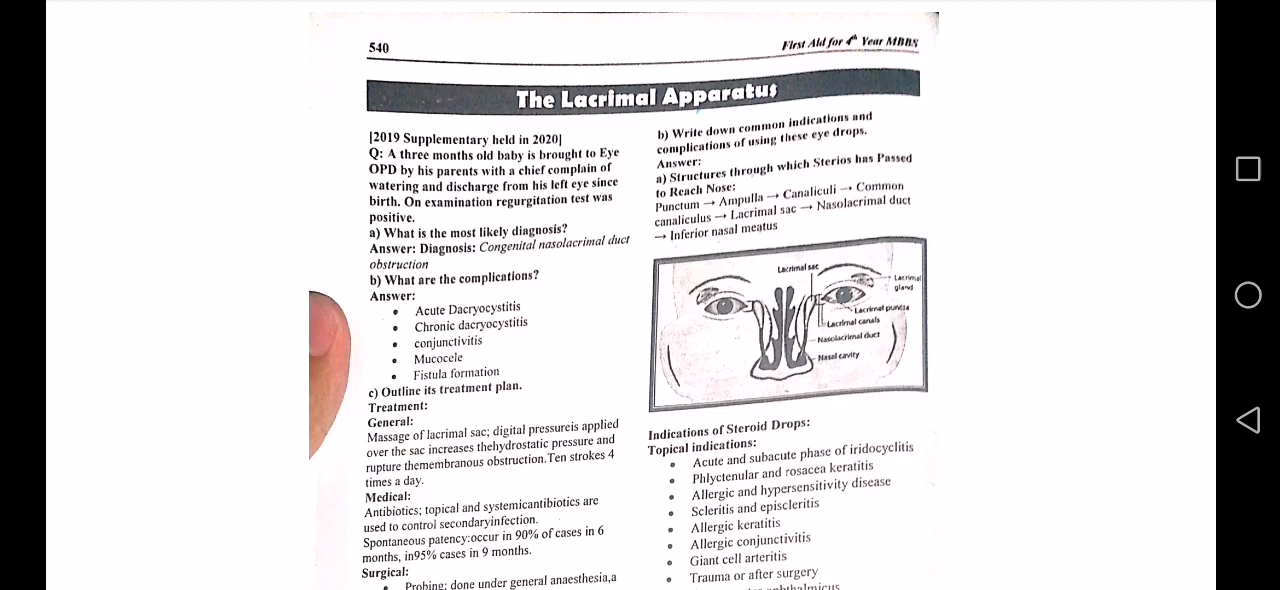 540
First Aid for 4th Year MBBS
The Lacrimal Apparatus
[2019 Supplementary held in 2020]
Q: A three months old baby is brought to Eye
OPD by his parents with a chief complain of
watering and discharge from his left eye since
birth. On examination regurgitation test was
positive.
a) What is the most likely diagnosis?
Answer: Diagnosis: Congenital nasolacrimal duct
obstruction
b) What are the complications?
Answer:
• Acute Dacryocystitis
• Chronic dacryocystitis
• conjunctivitis
• Mucocele
• Fistula formation
c) Outline its treatment plan.
Treatment:
General:
Massage of lacrimal sac; digital pressureis applied
over the sac increases thehydrostatic pressure and
rupture themembranous obstruction.Ten strokes 4
times a day.
Medical:
Antibiotics; topical and systemicantibiotics are
used to control secondaryinfection.
Spontaneous patency:occur in 90% of cases in 6
months, in95% cases in 9 months.
Surgical:
• Probing: done under general anaesthesia,a
b) Write down common indications and
complications of using these eye drops.
Answer:
a) Structures through which Sterios has Passed
to Reach Nose:
Punctum → Ampulla → Canaliculi → Common
canaliculus → Lacrimal sac → Nasolacrimal duct
→ Inferior nasal meatus
Lacrimal sac
Lacrimal
gland
Lacrimal puncta
Lacrimal canals
Nasolacrimal duct
Nasal cavity
Indications of Steroid Drops:
Topical indications:
• Acute and subacute phase of iridocyclitis
• Phlyctenular and rosacea keratitis
• Allergic and hypersensitivity disease
• Scleritis and episcleritis
• Allergic keratitis
• Allergic conjunctivitis
• Giant cell arteritis
• Trauma or after surgery
ophthalmicus